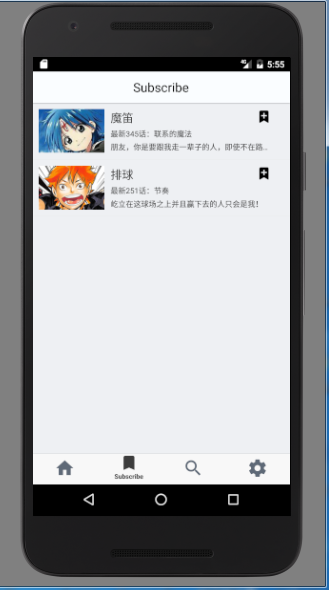 5:55
Subscribe
魔笛
最新345话：联系的魔法
朋友，你是要跟我走一辈子的人，即使不在路..
排球
最新251话：节奏
屹立在这球场之上并且赢下去的人只会是我！
Subscribe